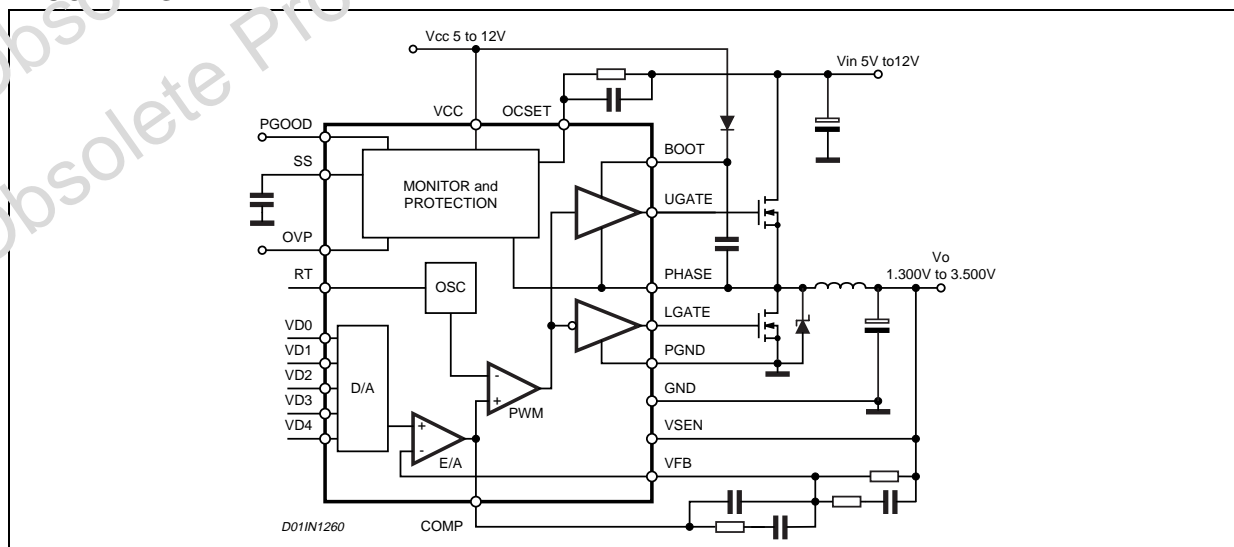 Obsolete Pro
Obsolete Pro
Vcc 5 to 12V
Vin 5V to12V
VCC
OCSET
PGOOD
SS
MONITOR and
PROTECTION
BOOT
UGATE
OVP
RT
OSC
PHASE
Vo
1.300V to 3.500V
LGATE
VD0
VD1
VD2
VD3
VD4
D/A
PGND
GND
-
+
PWM
VSEN
+
-
E/A
VFB
D01IN1260
COMP